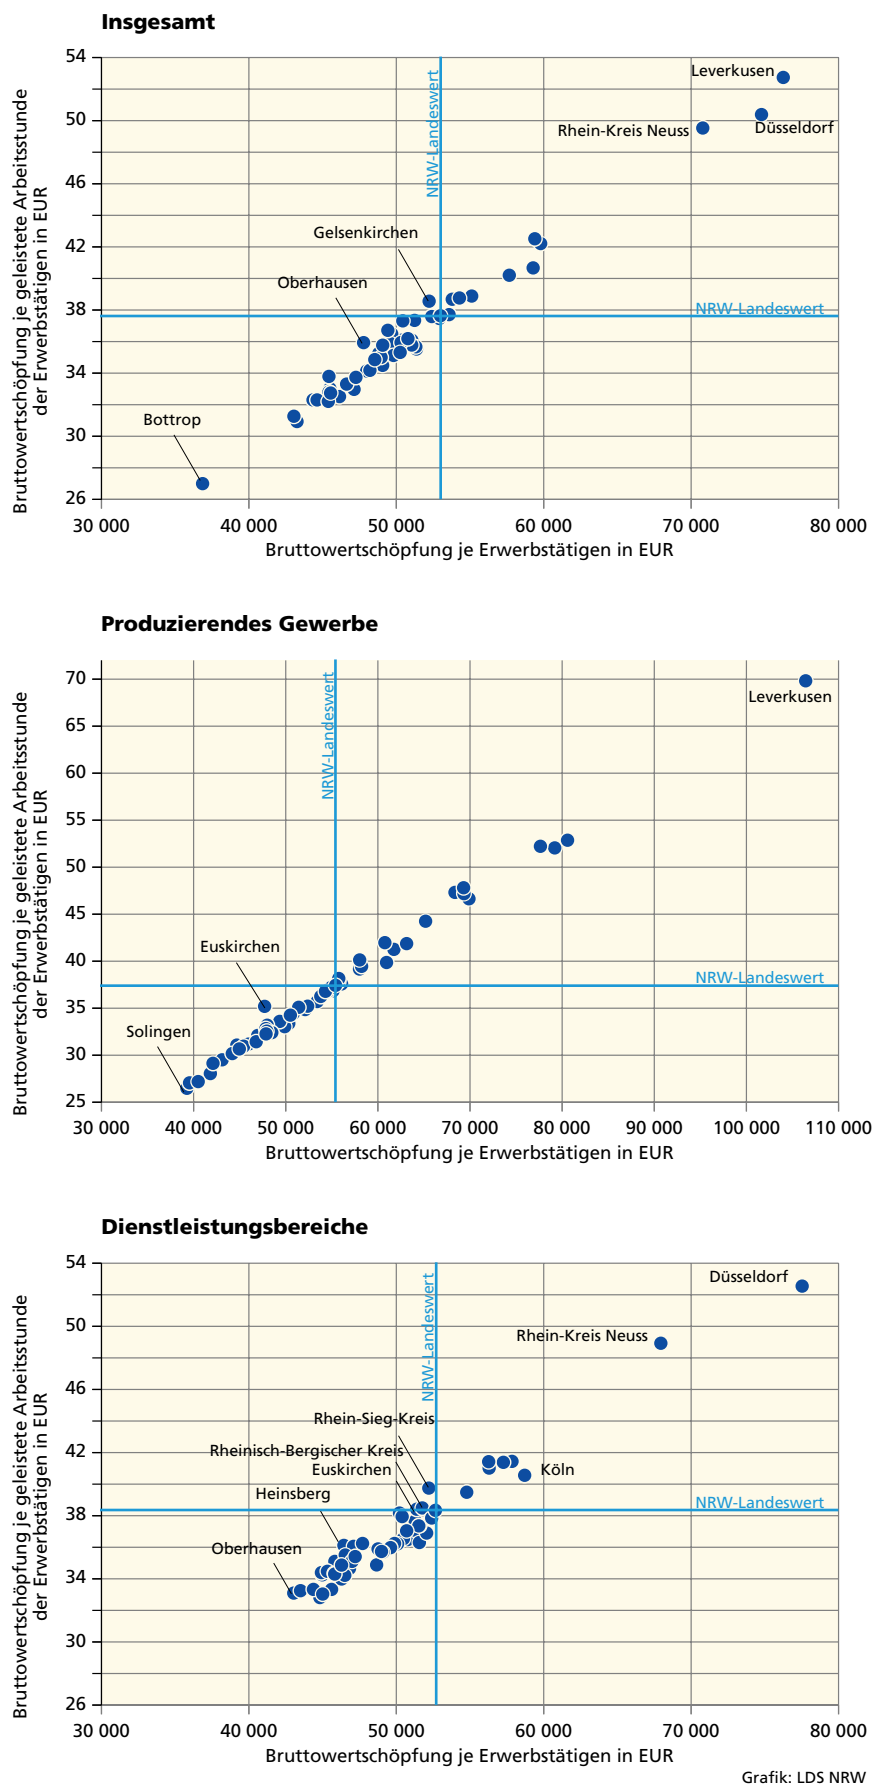 Insgesamt
Bruttowertschöpfung je geleistete Arbeitsstunde
der Erwerbstätigen in EUR
54
50
46
42
38
34
30
26
NRW-Landeswert
Leverkusen
Düsseldorf
Rhein-Kreis Neuss
Gelsenkirchen
Oberhausen
NRW-Landeswert
Bottrop
30 000 40 000 50 000 60 000 70 000 80 000
Bruttowertschöpfung je Erwerbstätigen in EUR
Produzierendes Gewerbe
Bruttowertschöpfung je geleistete Arbeitsstunde
der Erwerbstätigen in EUR
70
65
60
55
50
45
40
35
30
25
NRW-Landeswert
Leverkusen
Euskirchen
NRW-Landeswert
Solingen
30 000 40 000 50 000 60 000 70 000 80 000 90 000 100 000 110 000
Bruttowertschöpfung je Erwerbstätigen in EUR
Dienstleistungsbereiche
Bruttowertschöpfung je geleistete Arbeitsstunde
der Erwerbstätigen in EUR
54
50
46
42
38
34
30
26
NRW-Landeswert
Düsseldorf
Rhein-Kreis Neuss
Rhein-Sieg-Kreis
Rheinisch-Bergischer Kreis
Euskirchen
Köln
Heinsberg
NRW-Landeswert
Oberhausen
30 000 40 000 50 000 60 000 70 000 80 000
Bruttowertschöpfung je Erwerbstätigen in EUR
Grafik: LDS NRW